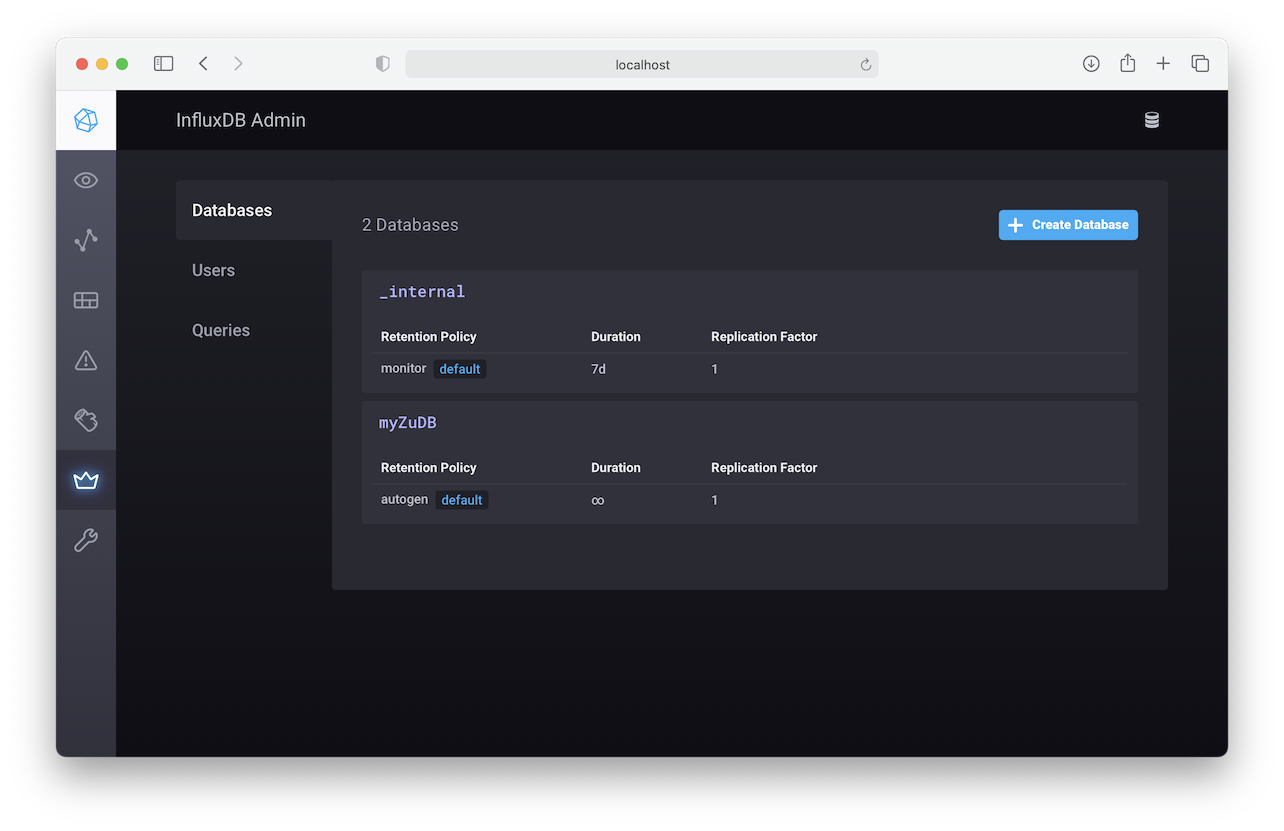 localhost
InfluxDB Admin
Databases
Users
Queries
2 Databases
Create Database
_internal
Retention Policy Duration Replication Factor
monitor default 7d 1
myZuDB
Retention Policy Duration Replication Factor
autogen default ∞ 1